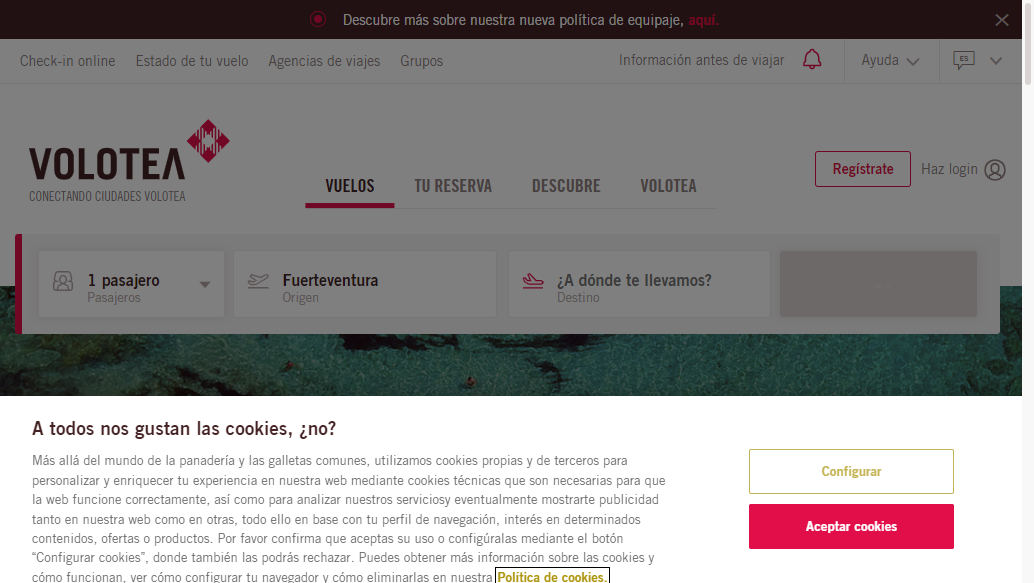 Descubre más sobre nuestra nueva política de equipaje, aquí.
Check-in online Estado de tu vuelo Agencias de viajes Grupos Información antes de viajar Ayuda ES
VOLOTEA
CONECTANDO CIUDADES VOLOTEA
VUELOS TU RESERVA DESCUBRE VOLOTEA
Regístrate Haz login
1 pasajero
Pasajeros
Fuerteventura
Origen
¿A dónde te llevamos?
Destino
A todos nos gustan las cookies, ¿no?
Más allá del mundo de la panadería y las galletas comunes, utilizamos cookies propias y de terceros para
personalizar y enriquecer tu experiencia en nuestra web mediante cookies técnicas que son necesarias para que
la web funcione correctamente, así como para analizar nuestros serviciosy eventualmente mostrarte publicidad
tanto en nuestra web como en otras, todo ello en base con tu perfil de navegación, interés en determinados
contenidos, ofertas o productos. Por favor confirma que aceptas su uso o configúralas mediante el botón
“Configurar cookies”, donde también las podrás rechazar. Puedes obtener más información sobre las cookies y
cómo funcionan, ver cómo configurar tu navegador y cómo eliminarlas en nuestra Política de cookies.
Configurar
Aceptar cookies